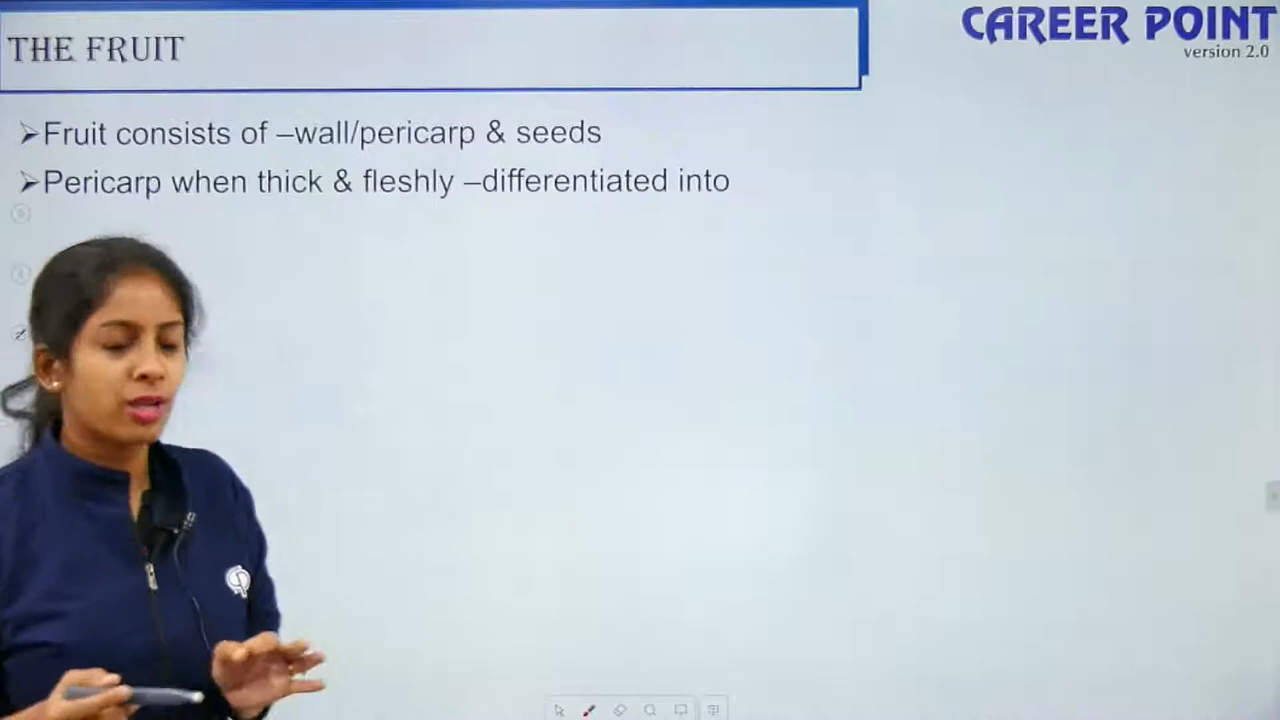 THE FRUIT
CAREER POINT
version 2.0
➢Fruit consists of –wall/pericarp & seeds
➢Pericarp when thick & fleshly –differentiated into